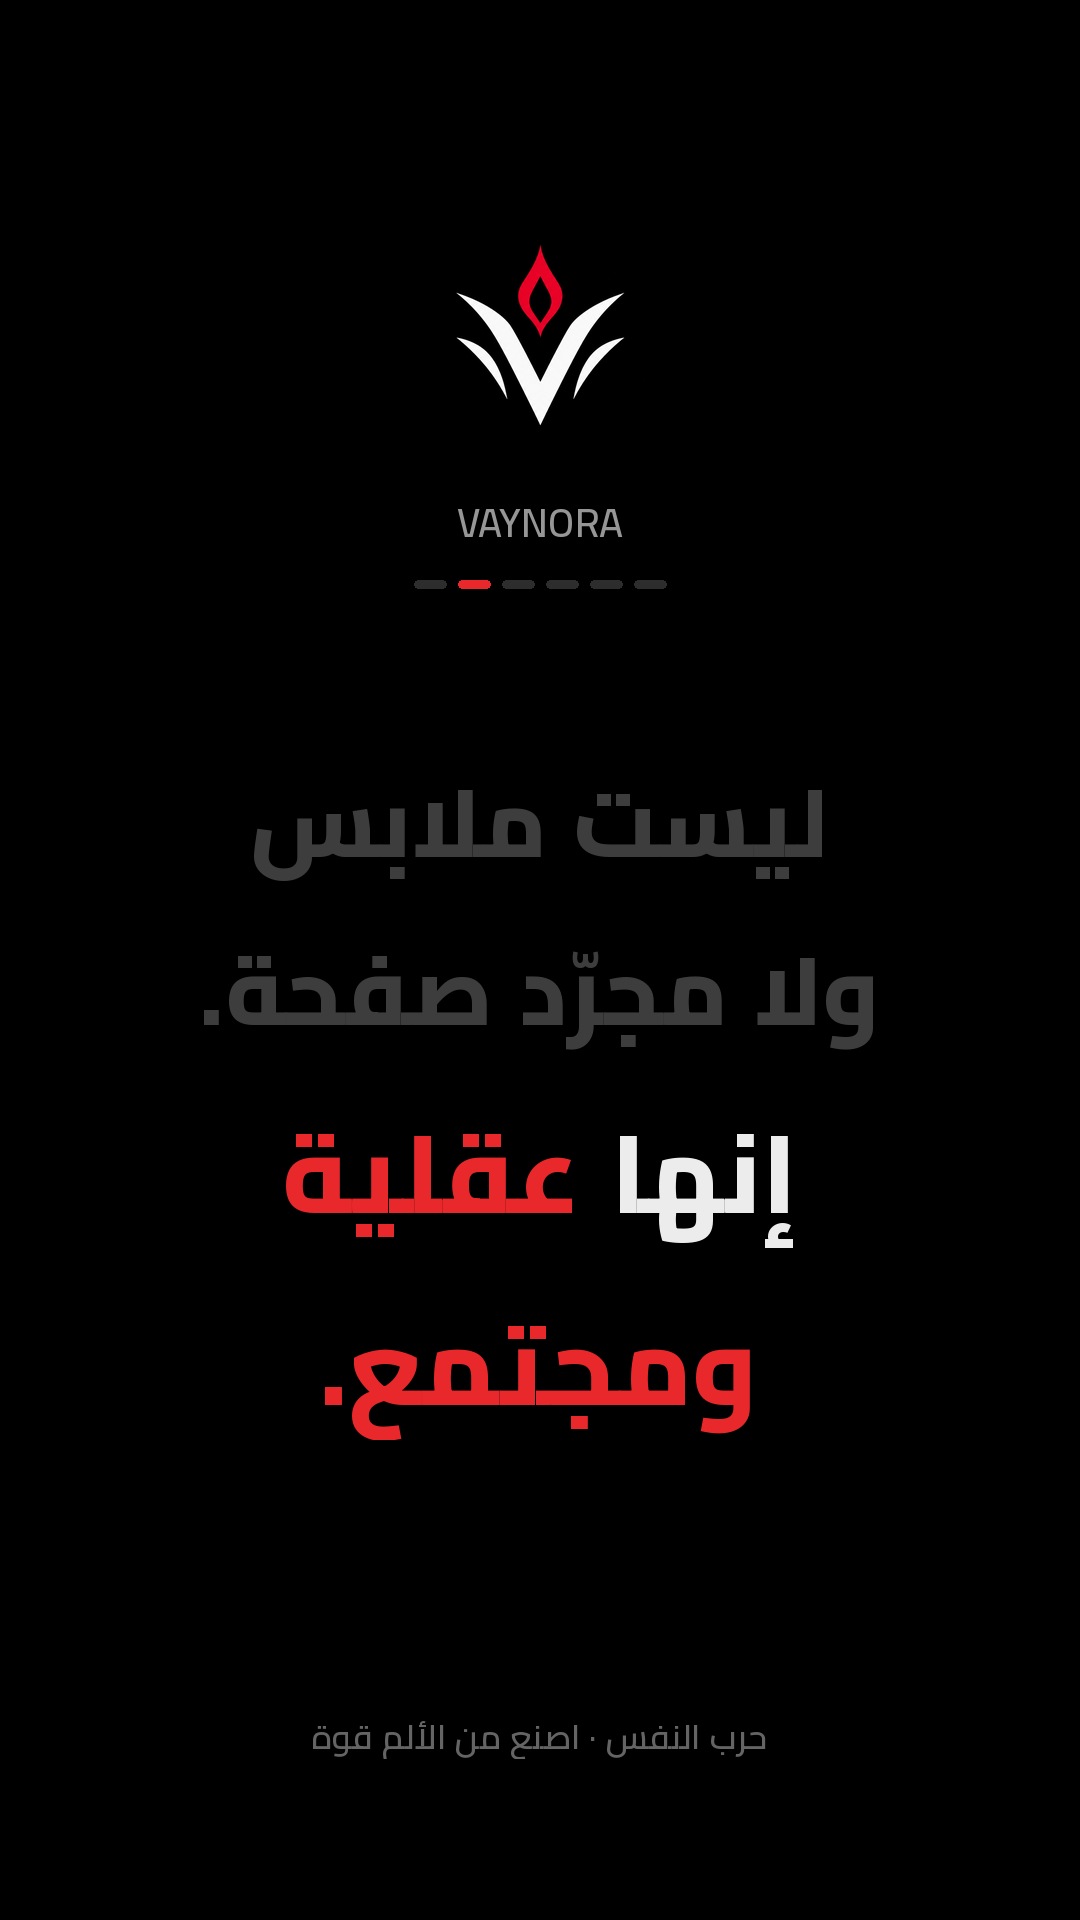 VAYNORA
ليست ملابس
ولا مجرّد صفحة.
إنها عقلية
ومجتمع.
حرب النفس · اصنع من الألم قوة